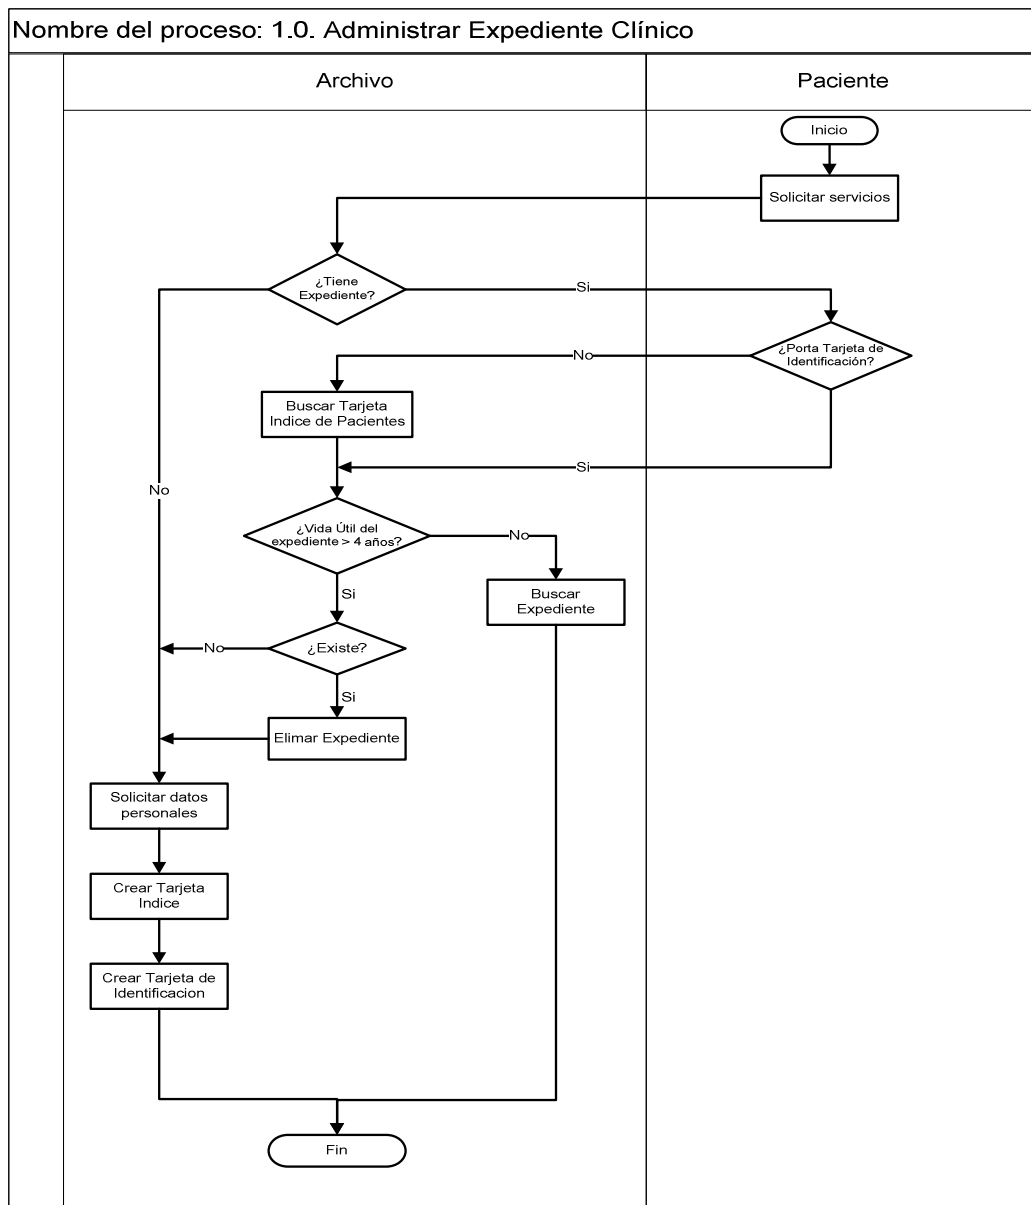 Nombre del proceso: 1.0. Administrar Expediente Clínico
Archivo
Paciente
Inicio
Solicitar servicios
¿Tiene
Expediente?
Si
¿Porta Tarjeta de
Identificación?
No
Buscar Tarjeta
Indice de Pacientes
Si
No
¿Vida Útil del
expediente > 4 años?
No
Si
Buscar
Expediente
¿Existe?
No
Si
Elimar Expediente
Solicitar datos
personales
Crear Tarjeta
Indice
Crear Tarjeta de
Identificacion
Fin